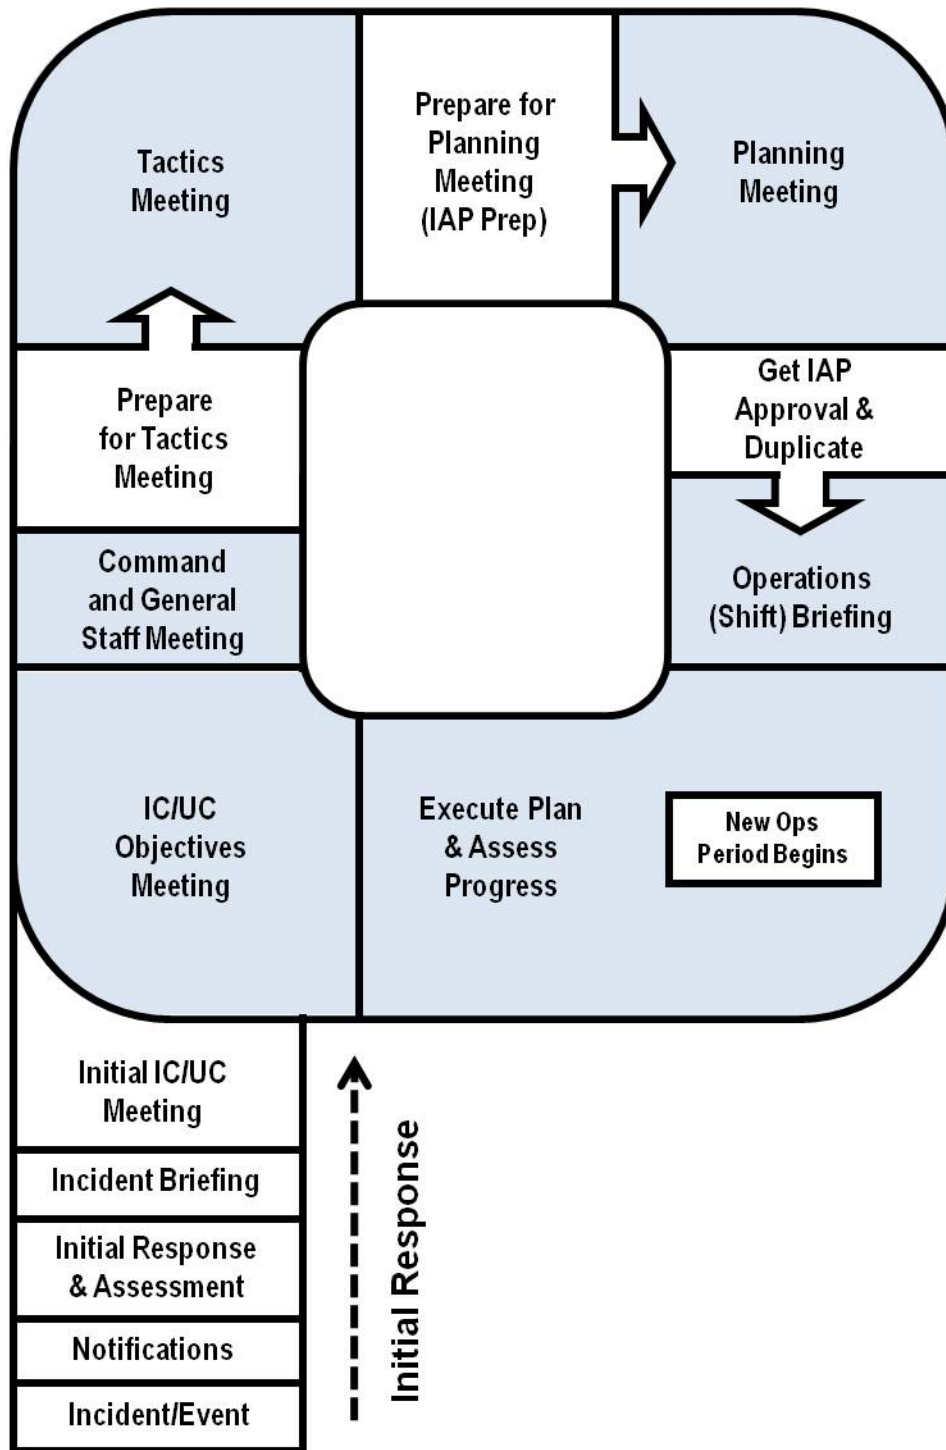 Tactics
Meeting
Prepare for
Planning
Meeting
(IAP Prep)
Planning
Meeting
Prepare
for Tactics
Meeting
Get IAP
Approval &
Duplicate
Command
and General
Staff Meeting
Operations
(Shift) Briefing
IC/UC
Objectives
Meeting
Execute Plan
& Assess
Progress
New Ops
Period Begins
Initial IC/UC
Meeting
Incident Briefing
Initial Response
& Assessment
Notifications
Incident/Event
Initial Response